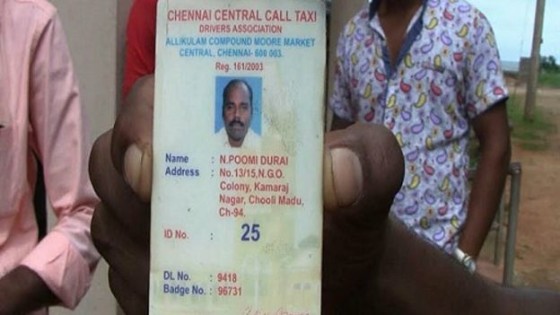 CHENNAI CENTRAL CALL TAXI
DRIVERS ASSOCIATION
ALLIKULAM COMPOUND MOORE MARKET
CENTRAL, CHENNAI- 600 003.
Reg. 161/2003
Name : N.POOMI DURAI
Address : No.13/15,N.G.O.
Colony, Kamaraj
Nagar, Chooli Madu,
Ch-94.
ID No. : 25
DL No. : 9418
Badge No. : 96731